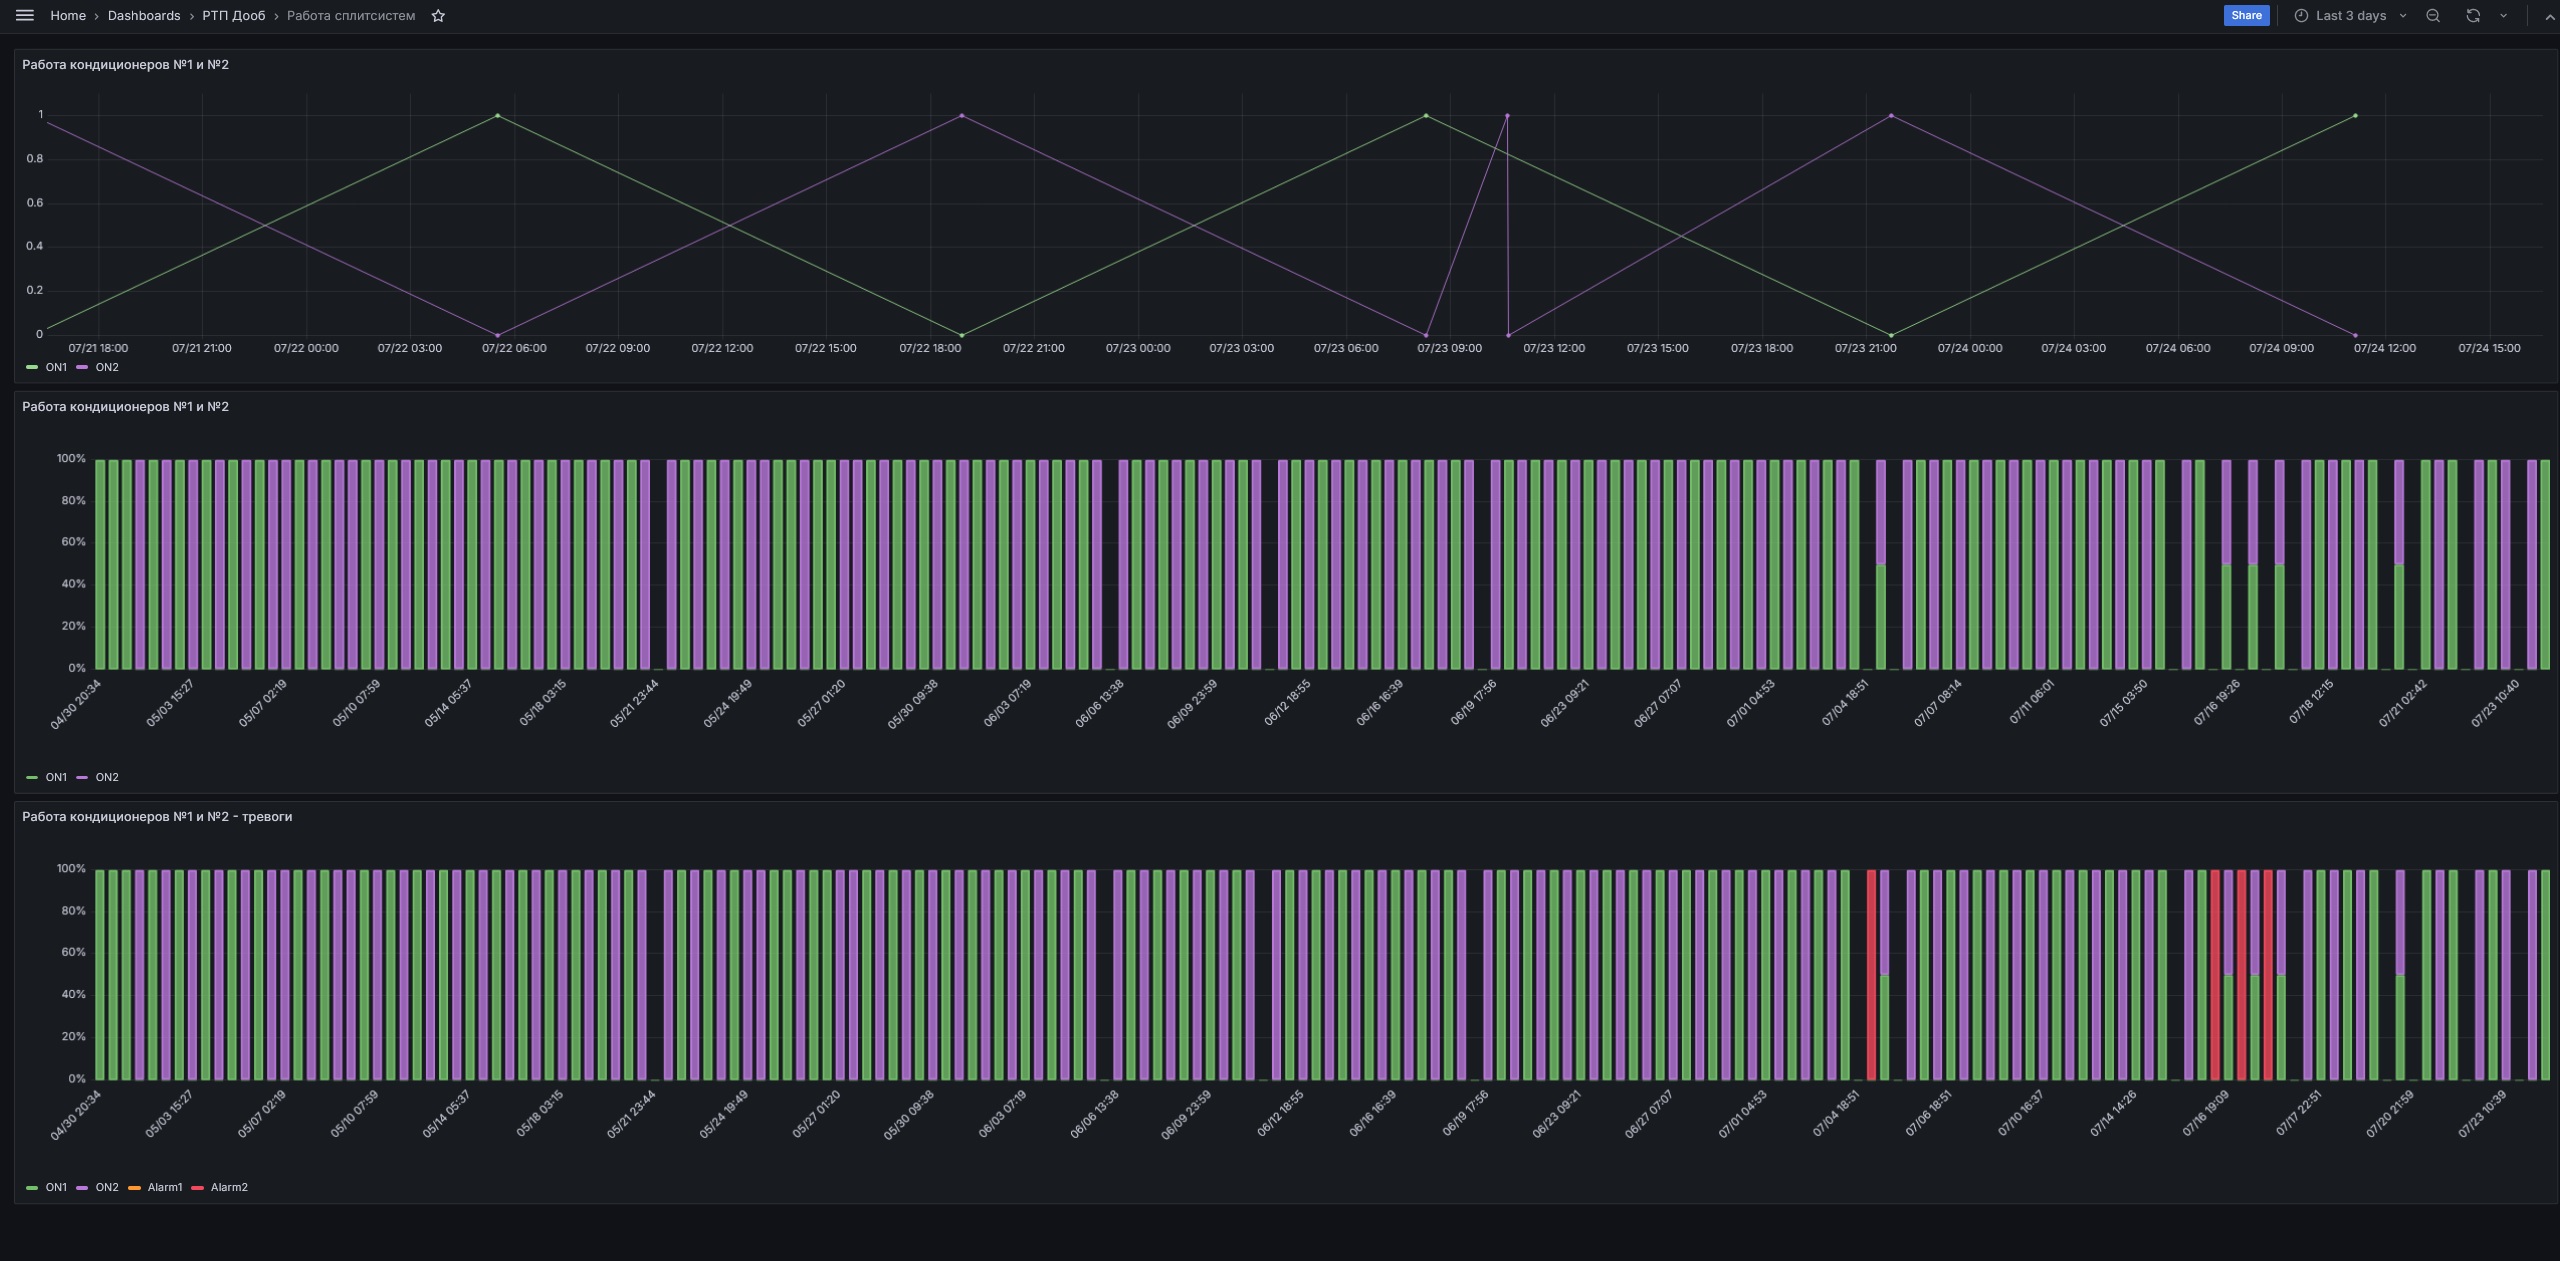 Home › Dashboards › РТП Дооб › Работа сплитсистем Share Last 3 days
Работа кондиционеров №1 и №2
1
0.8
0.6
0.4
0.2
0
07/21 18:00 07/21 21:00 07/22 00:00 07/22 03:00 07/22 06:00 07/22 09:00 07/22 12:00 07/22 15:00 07/22 18:00 07/22 21:00 07/23 00:00 07/23 03:00 07/23 06:00 07/23 09:00 07/23 12:00 07/23 15:00 07/23 18:00 07/23 21:00 07/24 00:00 07/24 03:00 07/24 06:00 07/24 09:00 07/24 12:00 07/24 15:00
ON1 ON2
Работа кондиционеров №1 и №2
100%
80%
60%
40%
20%
0%
04/30 20:34 05/03 15:27 05/07 02:19 05/10 07:59 05/14 05:37 05/18 03:15 05/21 23:44 05/24 19:49 05/27 01:20 05/30 09:38 06/03 07:19 06/06 13:38 06/09 23:59 06/12 18:55 06/16 16:39 06/19 17:56 06/23 09:21 06/27 07:07 07/01 04:53 07/04 18:51 07/07 08:14 07/11 06:01 07/15 03:50 07/16 19:26 07/18 12:15 07/21 02:42 07/23 10:40
ON1 ON2
Работа кондиционеров №1 и №2 - тревоги
100%
80%
60%
40%
20%
0%
04/30 20:34 05/03 15:27 05/07 02:19 05/10 07:59 05/14 05:37 05/18 03:15 05/21 23:44 05/24 19:49 05/27 01:20 05/30 09:38 06/03 07:19 06/06 13:38 06/09 23:59 06/12 18:55 06/16 16:39 06/19 17:56 06/23 09:21 06/27 07:07 07/01 04:53 07/04 18:51 07/06 18:51 07/10 16:37 07/14 14:26 07/16 19:09 07/17 22:51 07/20 21:59 07/23 10:39
ON1 ON2 Alarm1 Alarm2